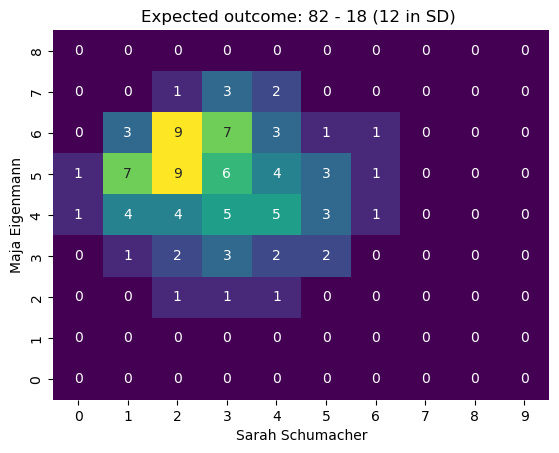 Expected outcome: 82 - 18 (12 in SD)
8 0 0 0 0 0 0 0 0 0 0
7 0 0 1 3 2 0 0 0 0 0
6 0 3 9 7 3 1 1 0 0 0
5 1 7 9 6 4 3 1 0 0 0
4 1 4 4 5 5 3 1 0 0 0
3 0 1 2 3 2 2 0 0 0 0
2 0 0 1 1 1 0 0 0 0 0
1 0 0 0 0 0 0 0 0 0 0
0 0 0 0 0 0 0 0 0 0 0
0 1 2 3 4 5 6 7 8 9
Maja Eigenmann
Sarah Schumacher